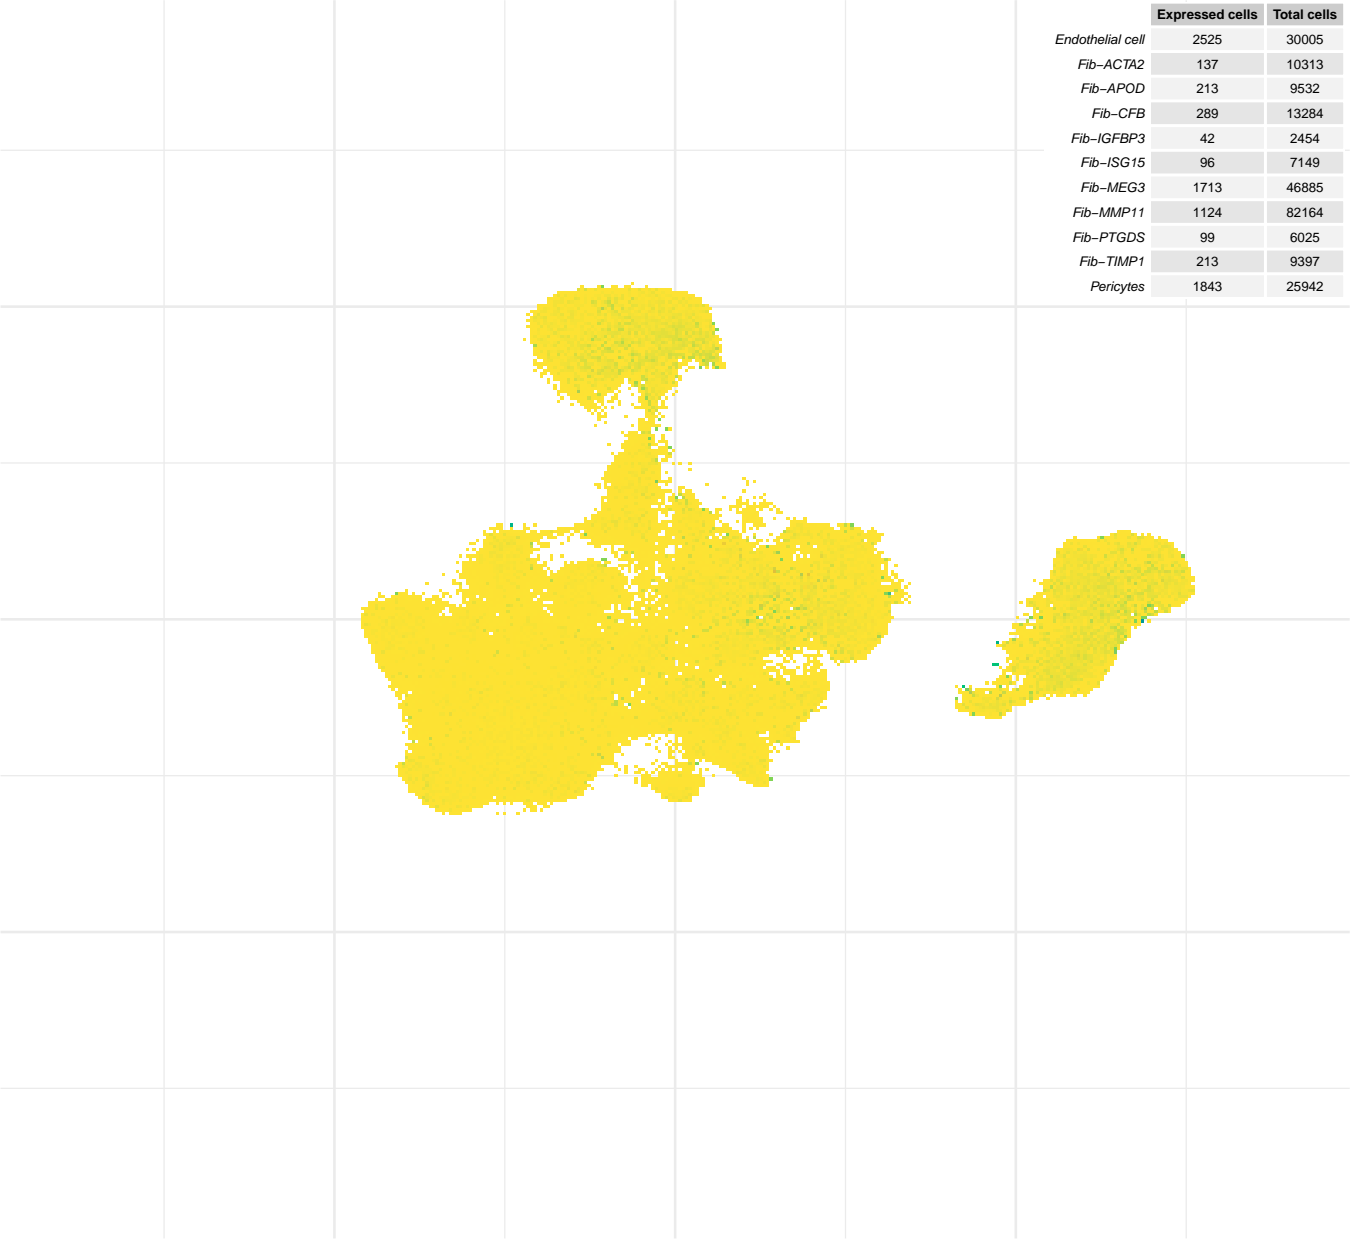 Expressed cells Total cells
Endothelial cell 2525 30005
Fib−ACTA2 137 10313
Fib−APOD 213 9532
Fib−CFB 289 13284
Fib−IGFBP3 42 2454
Fib−ISG15 96 7149
Fib−MEG3 1713 46885
Fib−MMP11 1124 82164
Fib−PTGDS 99 6025
Fib−TIMP1 213 9397
Pericytes 1843 25942